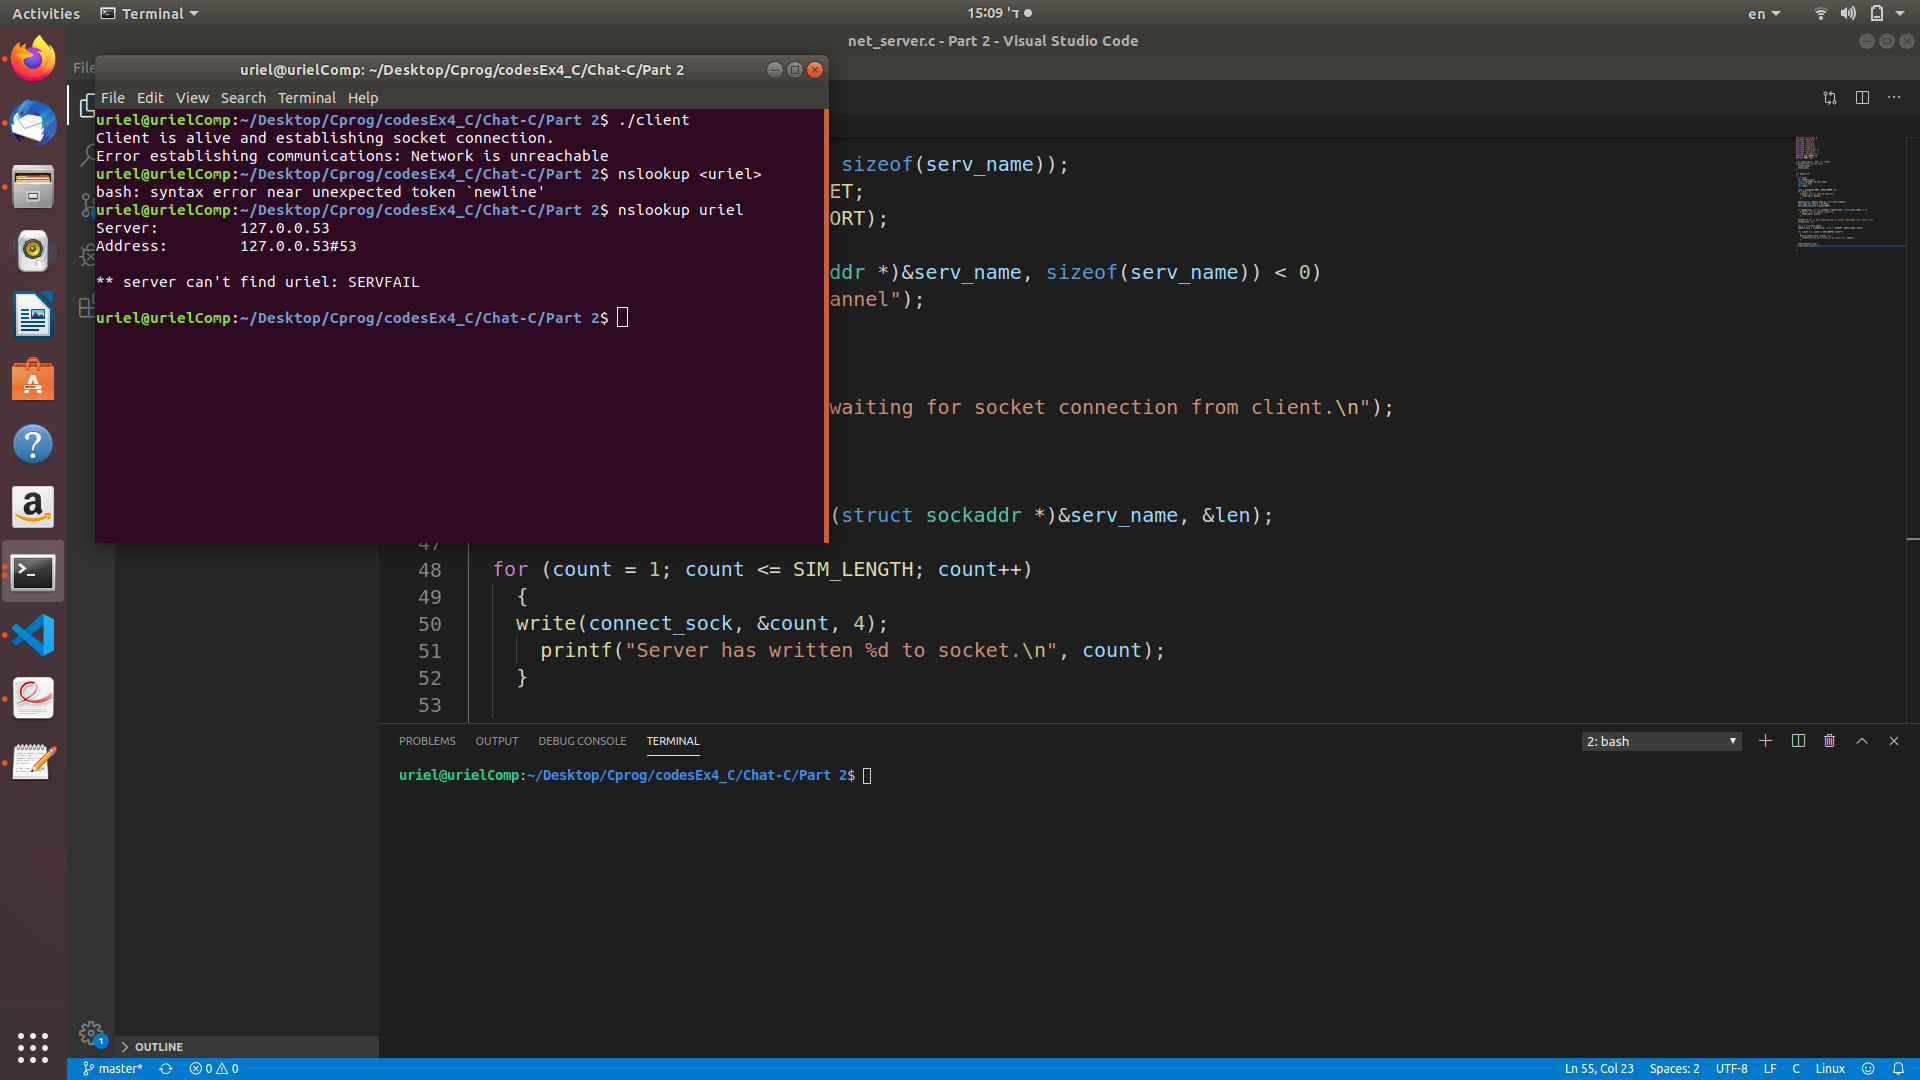 Activities
Terminal
15:09 ד'
en
net_server.c - Part 2 - Visual Studio Code
File
uriel@urielComp: ~/Desktop/Cprog/codesEx4_C/Chat-C/Part 2
File Edit View Search Terminal Help
uriel@urielComp:~/Desktop/Cprog/codesEx4_C/Chat-C/Part 2$ ./client
Client is alive and establishing socket connection.
Error establishing communications: Network is unreachable
uriel@urielComp:~/Desktop/Cprog/codesEx4_C/Chat-C/Part 2$ nslookup <uriel>
bash: syntax error near unexpected token `newline'
uriel@urielComp:~/Desktop/Cprog/codesEx4_C/Chat-C/Part 2$ nslookup uriel
Server: 127.0.0.53
Address: 127.0.0.53#53
** server can't find uriel: SERVFAIL
uriel@urielComp:~/Desktop/Cprog/codesEx4_C/Chat-C/Part 2$
sizeof(serv_name));
ET;
ORT);
ddr *)&serv_name, sizeof(serv_name)) < 0)
annel");
waiting for socket connection from client.\n");
(struct sockaddr *)&serv_name, &len);
47
48 for (count = 1; count <= SIM_LENGTH; count++)
49 {
50 write(connect_sock, &count, 4);
51 printf("Server has written %d to socket.\n", count);
52 }
53
PROBLEMS OUTPUT DEBUG CONSOLE TERMINAL
2: bash
uriel@urielComp:~/Desktop/Cprog/codesEx4_C/Chat-C/Part 2$
1
OUTLINE
master* 0 0
Ln 55, Col 23 Spaces: 2 UTF-8 LF C Linux